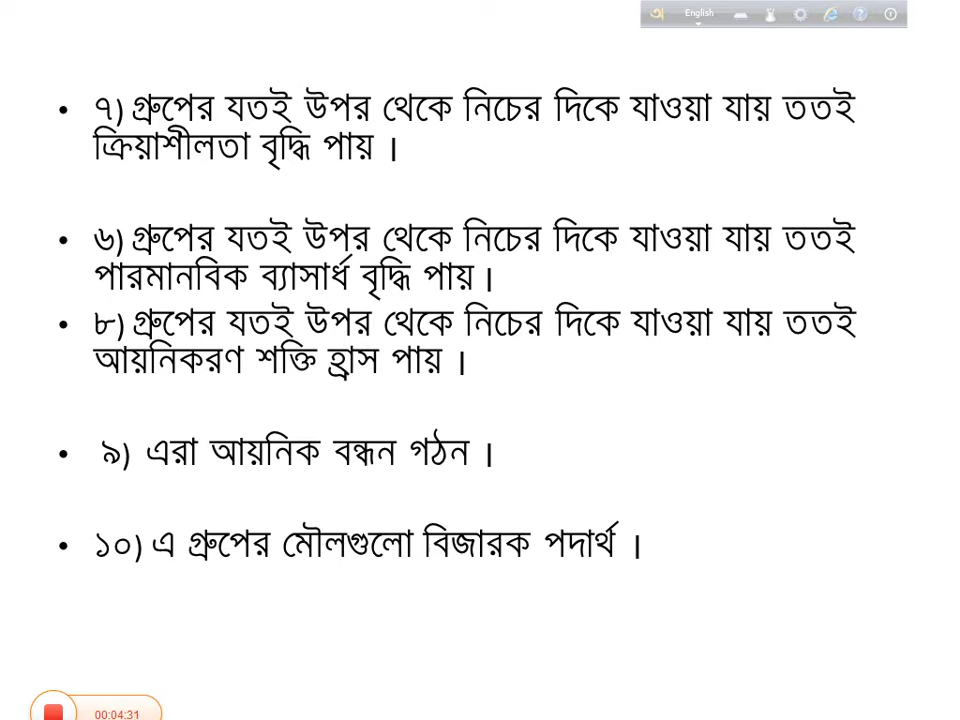 English
• ৭) গ্রুপের যতই উপর থেকে নিচের দিকে যাওয়া যায় ততই
ক্রিয়াশীলতা বৃদ্ধি পায় ।
• ৬) গ্রুপের যতই উপর থেকে নিচের দিকে যাওয়া যায় ততই
পারমানবিক ব্যাসার্ধ বৃদ্ধি পায় ।
• ৮) গ্রুপের যতই উপর থেকে নিচের দিকে যাওয়া যায় ততই
আয়নিকরণ শক্তি হ্রাস পায় ।
• ৯) এরা আয়নিক বন্ধন গঠন ।
• ১০) এ গ্রুপের মৌলগুলো বিজারক পদার্থ ।
00:04:31